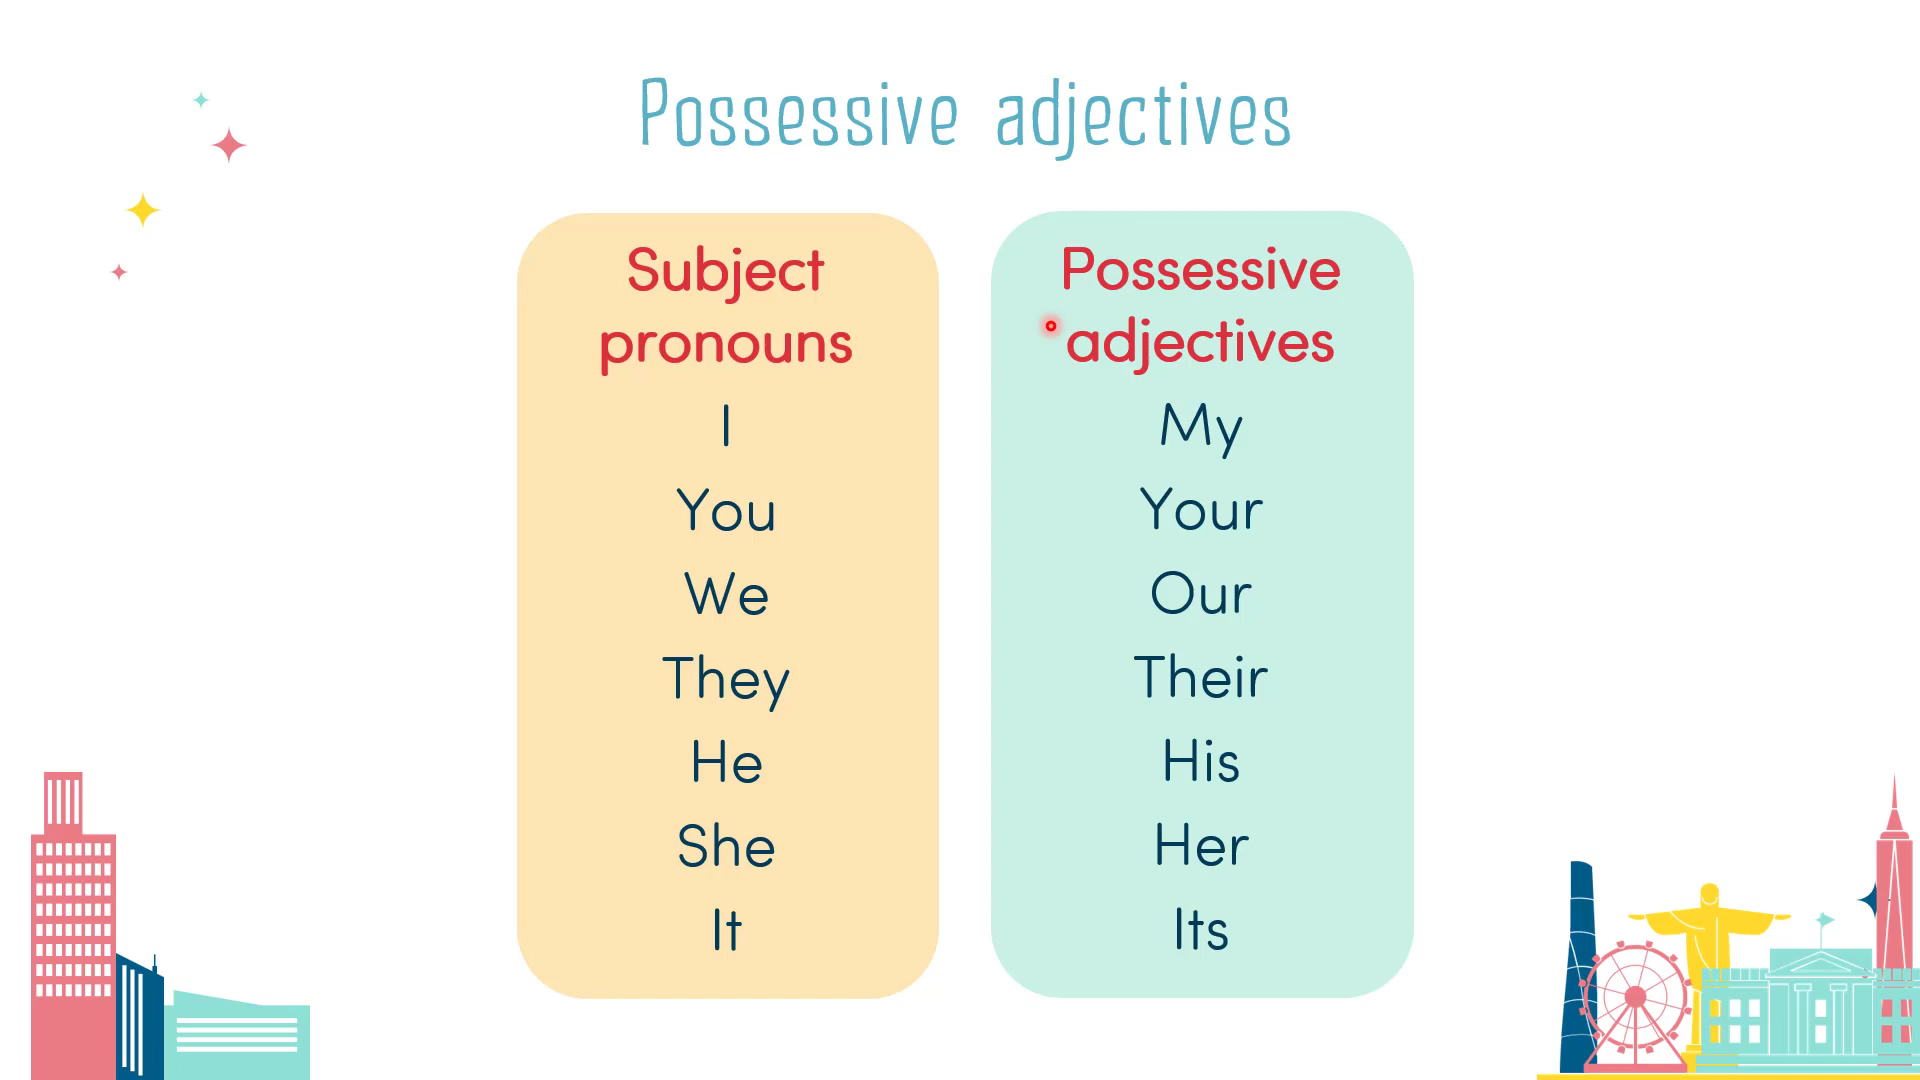 Possessive adjectives
Subject
pronouns
I
You
We
They
He
She
It
Possessive
adjectives
My
Your
Our
Their
His
Her
Its